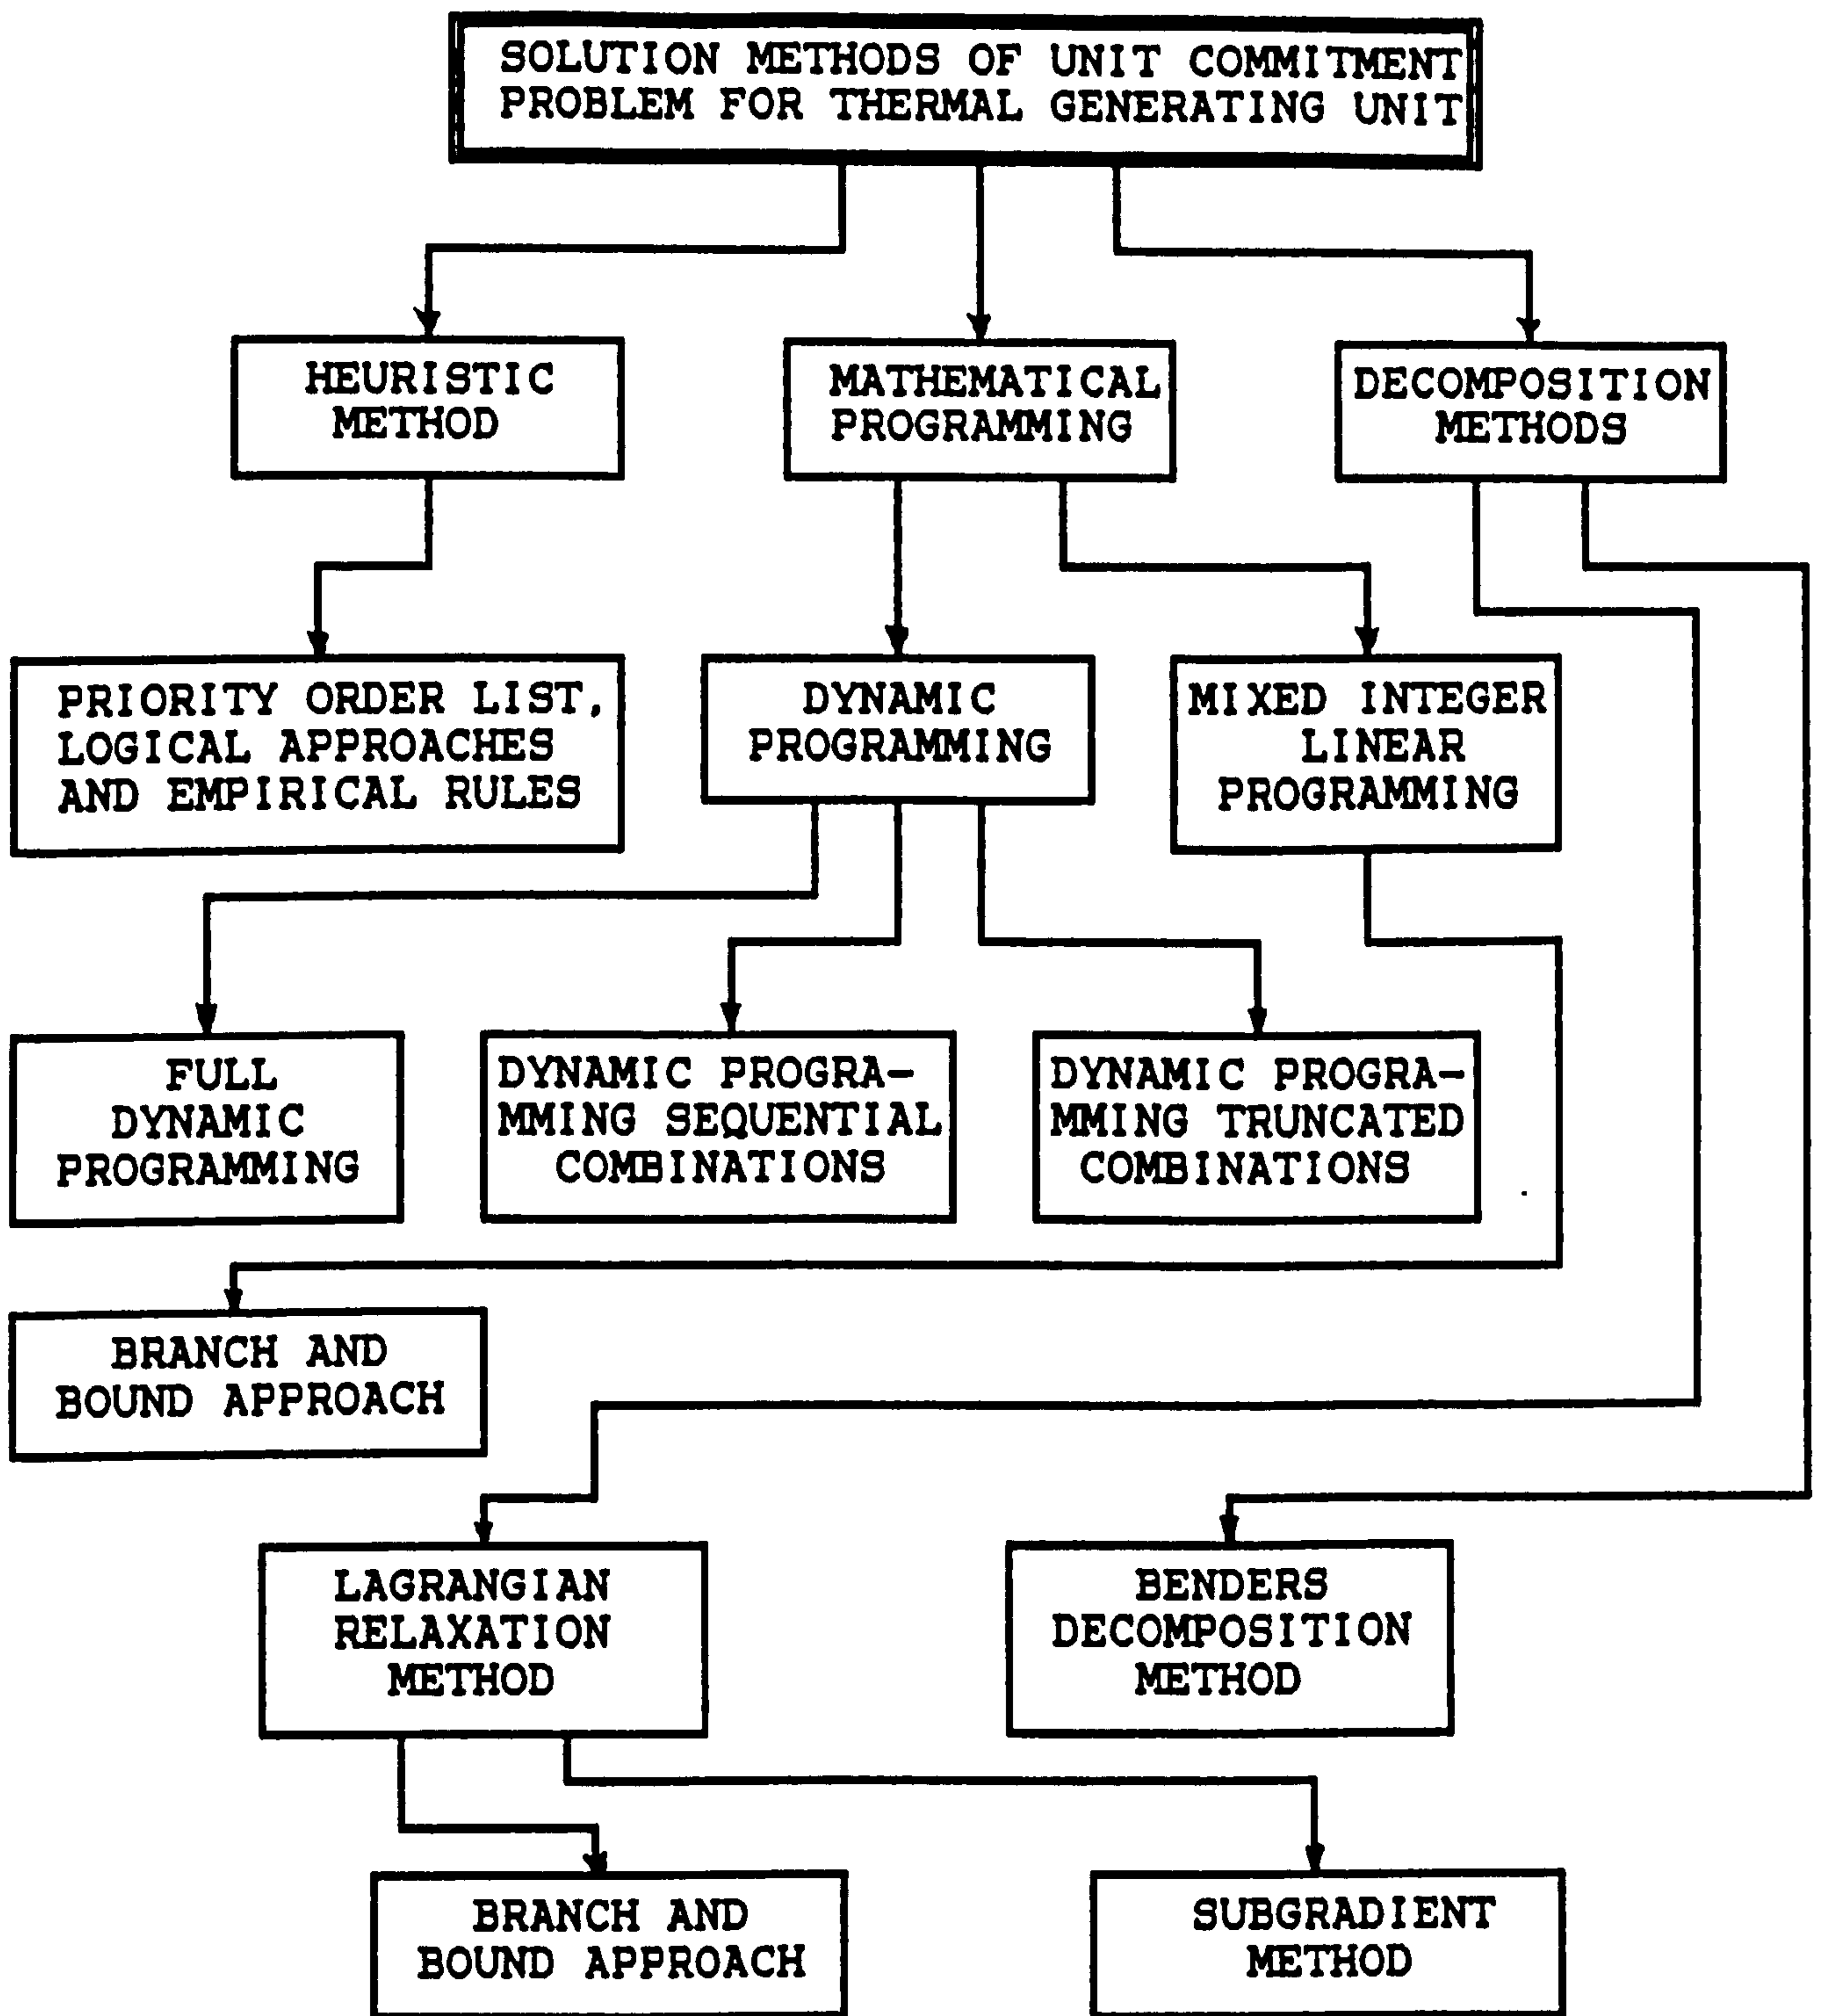 SOLUTION METHODS OF UNIT COMMITMENT
PROBLEM FOR THERMAL GENERATING UNIT
HEURISTIC
METHOD
MATHEMATICAL
PROGRAMMING
DECOMPOSITION
METHODS
PRIORITY ORDER LIST,
LOGICAL APPROACHES
AND EMPIRICAL RULES
DYNAMIC
PROGRAMMING
MIXED INTEGER
LINEAR
PROGRAMMING
FULL
DYNAMIC
PROGRAMMING
DYNAMIC PROGRA-
MMING SEQUENTIAL
COMBINATIONS
DYNAMIC PROGRA-
MMING TRUNCATED
COMBINATIONS
BRANCH AND
BOUND APPROACH
LAGRANGIAN
RELAXATION
METHOD
BENDERS
DECOMPOSITION
METHOD
BRANCH AND
BOUND APPROACH
SUBGRADIENT
METHOD